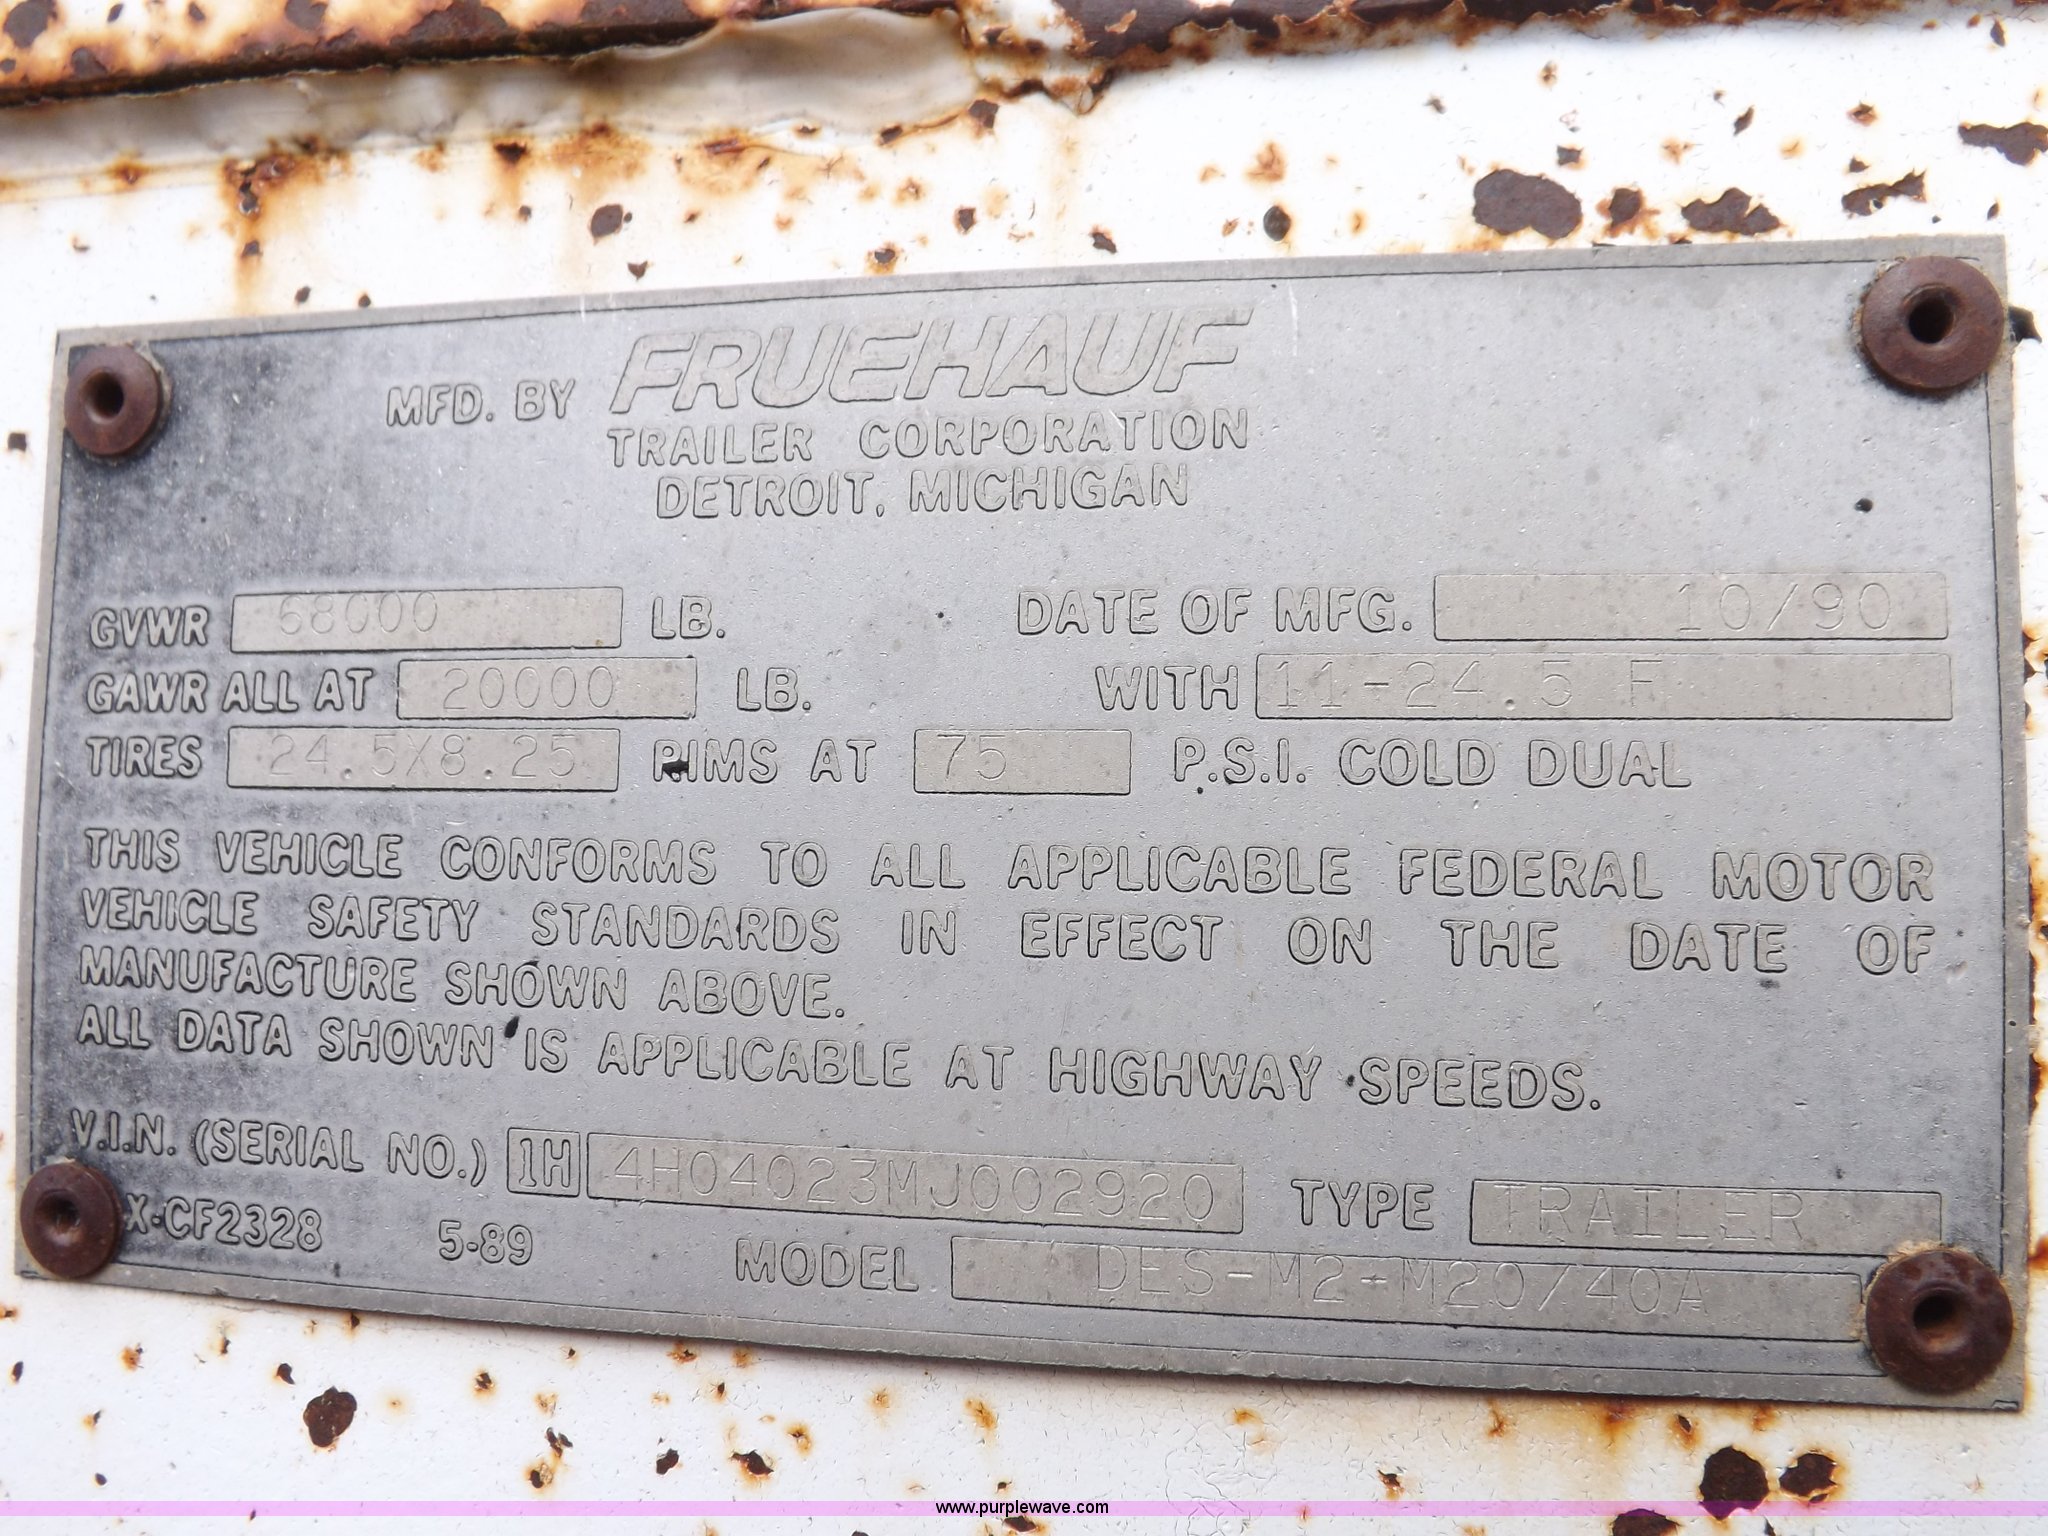 MFD. BY FRUEHAUF
TRAILER CORPORATION
DETROIT, MICHIGAN
GVWR 68000 LB. DATE OF MFG. 10/90
GAWR ALL AT 20000 LB. WITH 11-24.5 F
TIRES 24.5X8.25 RIMS AT 75 P.S.I. COLD DUAL
THIS VEHICLE CONFORMS TO ALL APPLICABLE FEDERAL MOTOR
VEHICLE SAFETY STANDARDS IN EFFECT ON THE DATE OF
MANUFACTURE SHOWN ABOVE.
ALL DATA SHOWN IS APPLICABLE AT HIGHWAY SPEEDS.
V.I.N. (SERIAL NO.) 1H 4H04023MJ002920 TYPE TRAILER
X-CF2328 5-89 MODEL DES-M2-M20/40A
www.purplewave.com